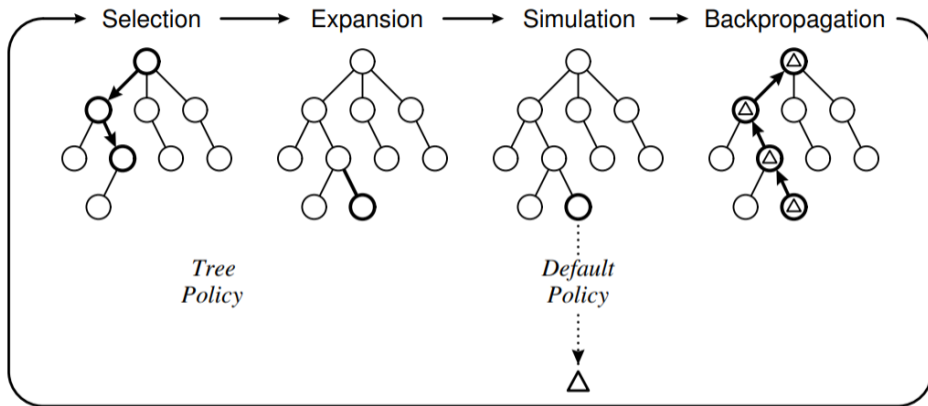 Selection
Expansion
Simulation
Backpropagation
Tree
Policy
Default
Policy